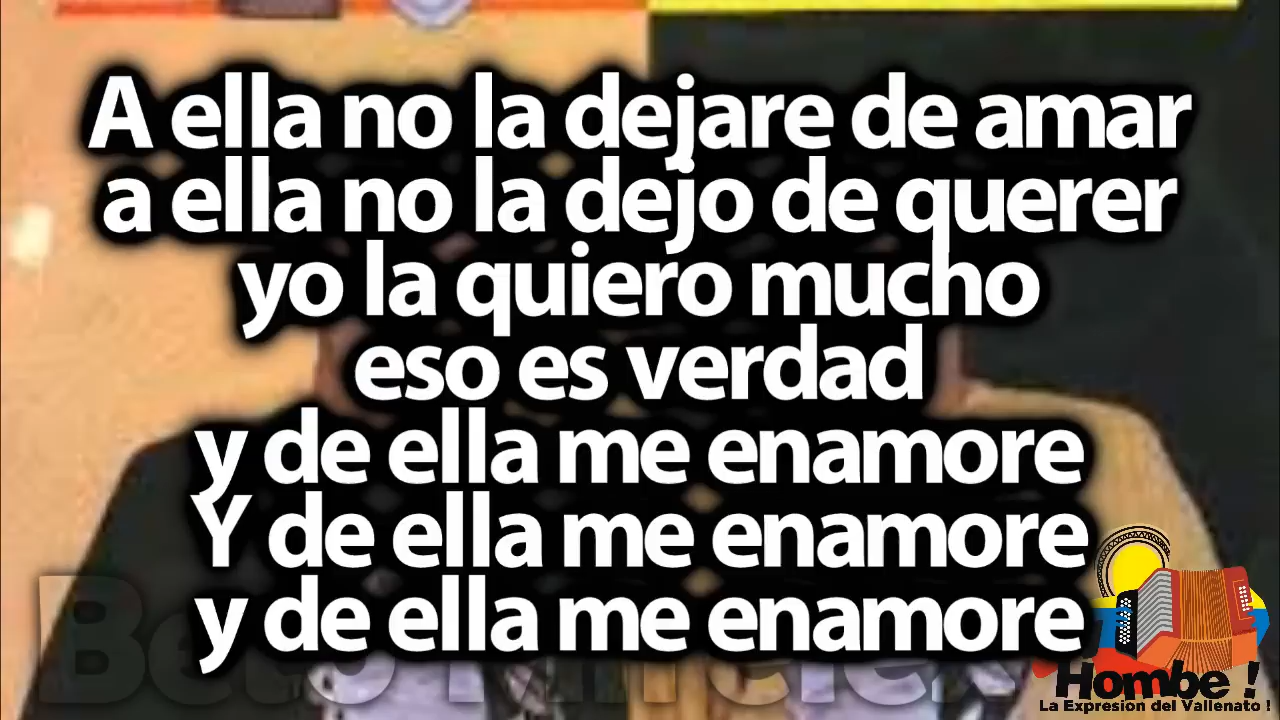 A ella no la dejare de amar
a ella no la dejo de querer
yo la quiero mucho
eso es verdad
y de ella me enamore
Y de ella me enamore
y de ella me enamore
Hombe !
La Expresion del Vallenato !